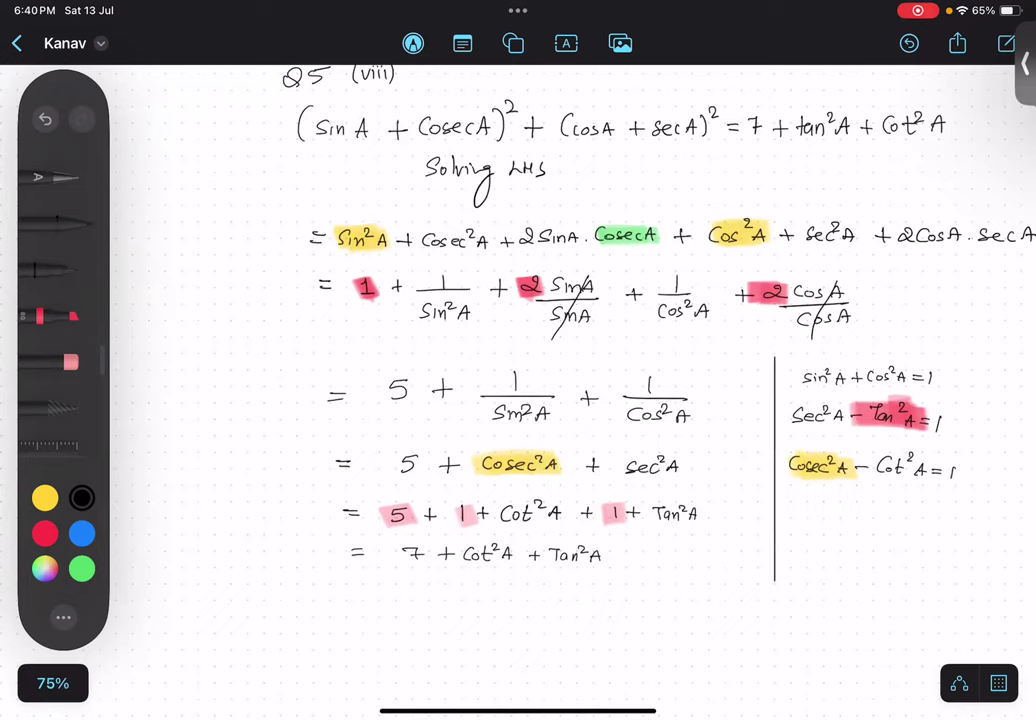 6:40 PM Sat 13 Jul
65%
Kanav
Q5 (viii)
(sin A + CosecA)² + (cosA + secA)² = 7 + tan²A + Cot²A
Solving LHS
= Sin²A + Cosec²A + 2SinA. CosecA + Cos²A + Sec²A + 2CosA. SecA
= 1 + 1/Sin²A + 2 SinA/SinA + 1/Cos²A + 2 CosA/CosA
= 5 + 1/Sin²A + 1/Cos²A
= 5 + Cosec²A + Sec²A
= 5 + 1 + Cot²A + 1 + Tan²A
= 7 + Cot²A + Tan²A
Sin²A + Cos²A = 1
Sec²A - Tan²A = 1
Cosec²A - Cot²A = 1
80
75%